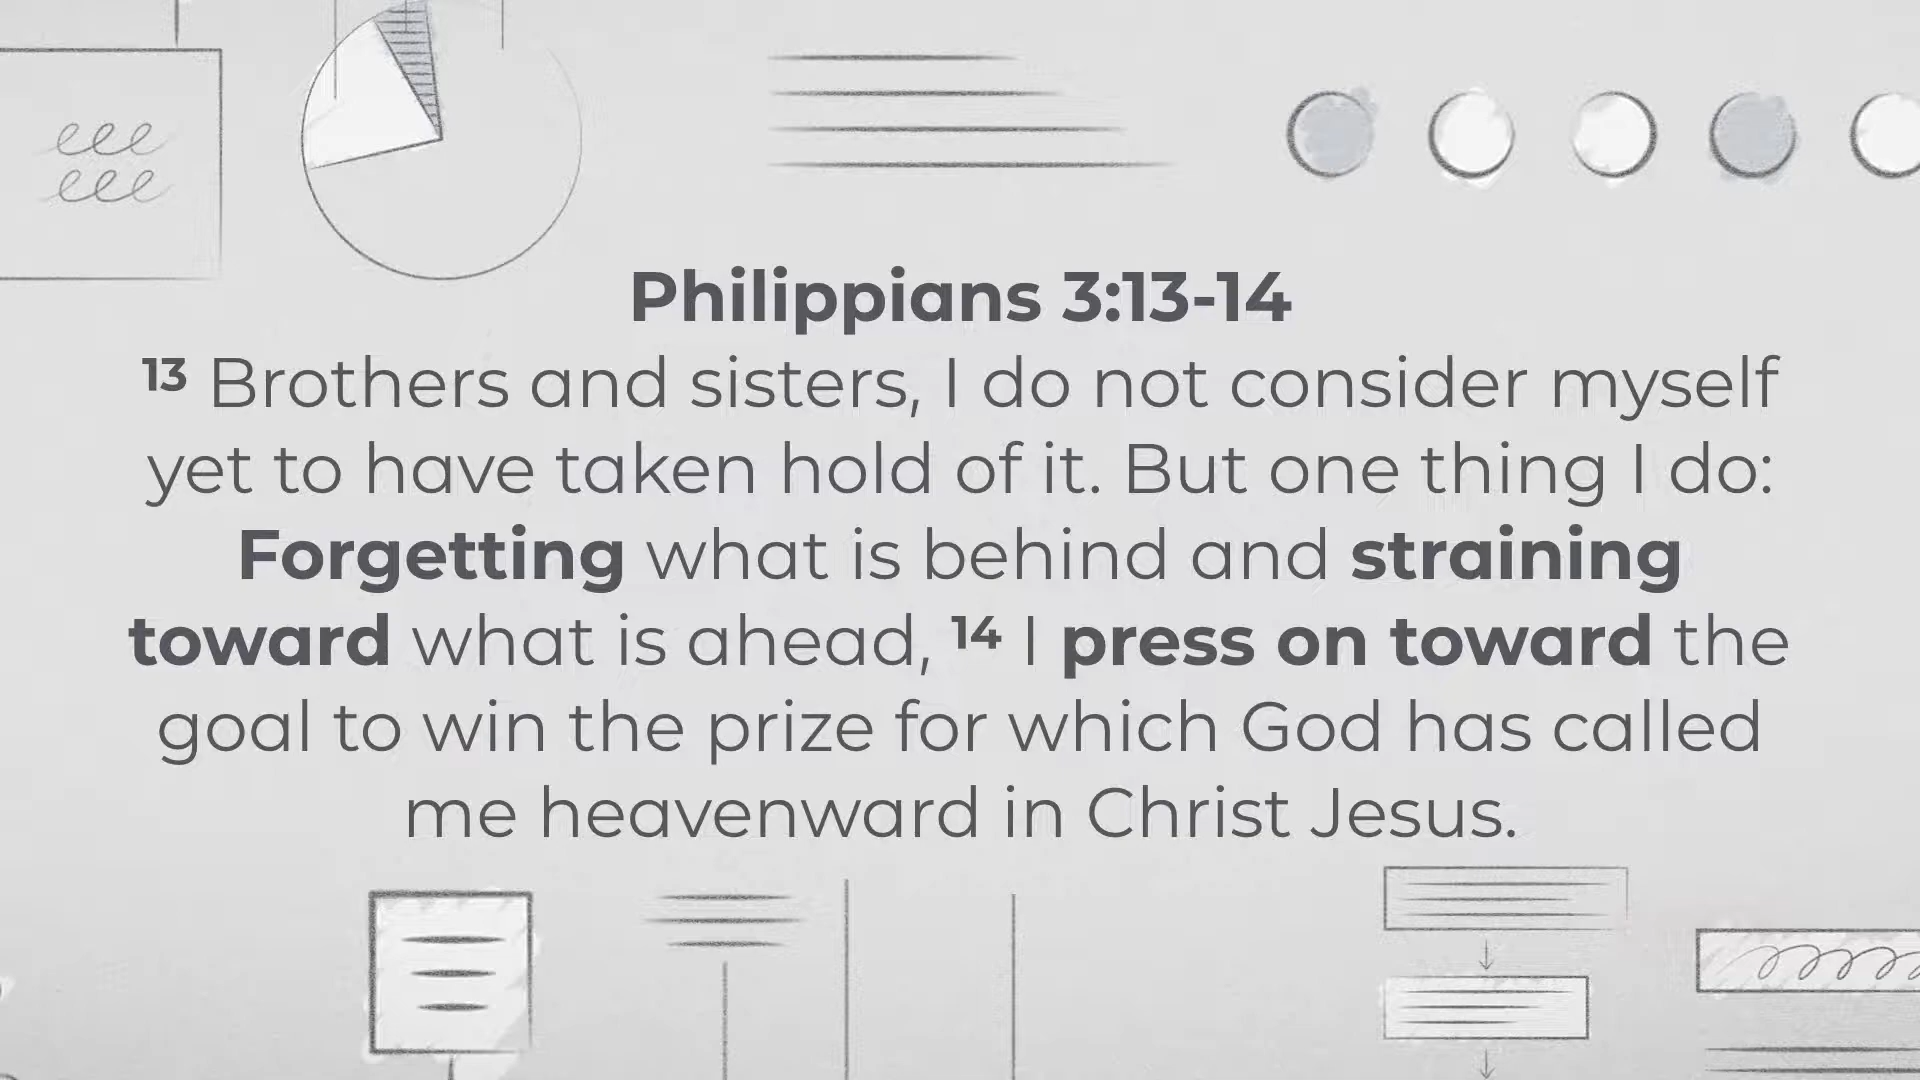 Philippians 3:13-14
13 Brothers and sisters, I do not consider myself
yet to have taken hold of it. But one thing I do:
Forgetting what is behind and straining
toward what is ahead, 14 I press on toward the
goal to win the prize for which God has called
me heavenward in Christ Jesus.